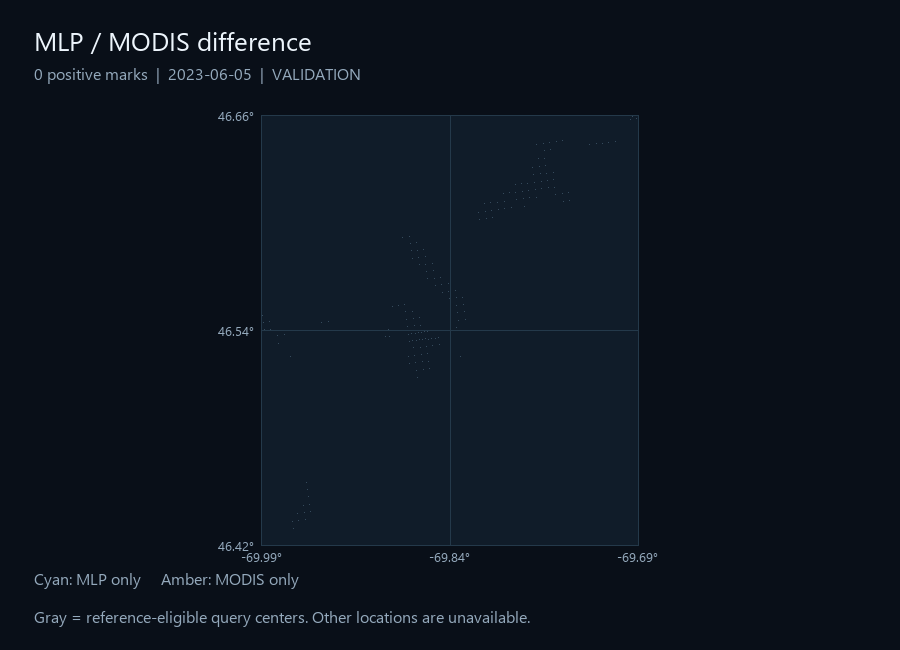 MLP / MODIS difference
0 positive marks | 2023-06-05 | VALIDATION
46.66°
46.54°
46.42°
-69.99° -69.84° -69.69°
Cyan: MLP only Amber: MODIS only
Gray = reference-eligible query centers. Other locations are unavailable.